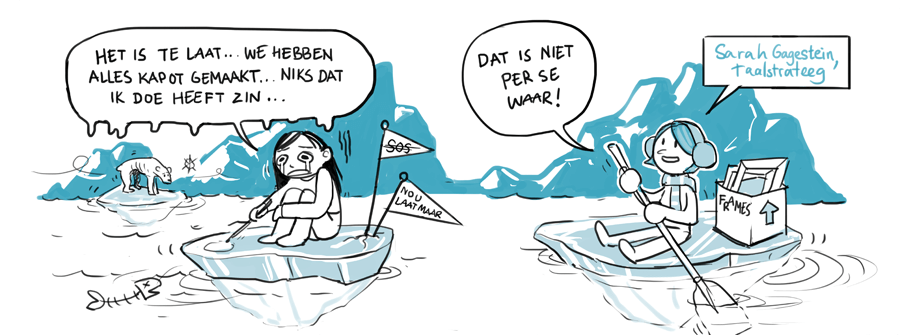 HET IS TE LAAT... WE HEBBEN
ALLES KAPOT GEMAAKT... NIKS DAT
IK DOE HEEFT ZIN...
SOS
NOU
LAAT MAAR
DAT IS NIET
PER SE
WAAR!
Sarah Gagestein,
Taalstrateeg
FRAMES